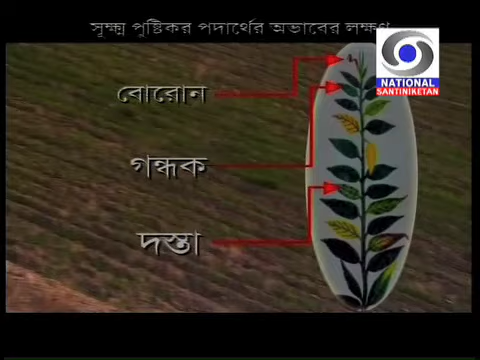 সূক্ষ্ম পুষ্টিকর পদার্থের অভাবের লক্ষণ
NATIONAL
SANTINIKETAN
বোরোন
গন্ধক
দস্তা